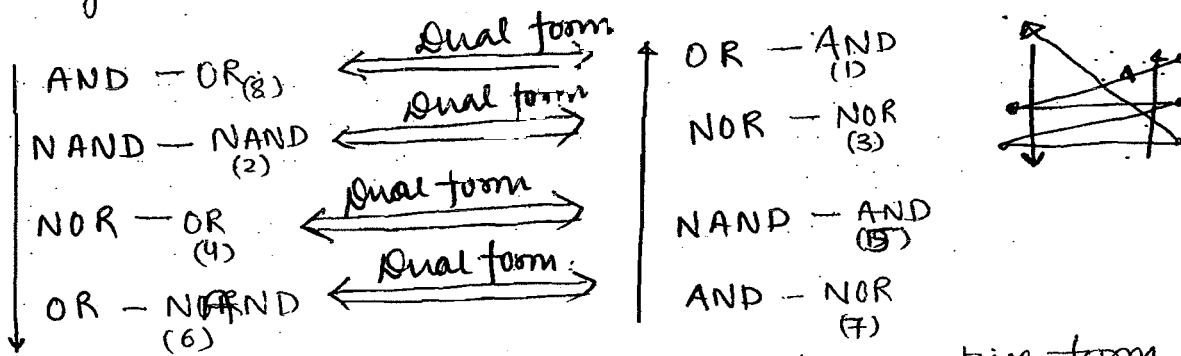 AND – OR Dual form OR – AND
(8) (1)
NAND – NAND Dual form NOR – NOR
(2) (3)
NOR – OR Dual form NAND – AND
(4) (5)
OR – NAND Dual form. AND – NOR
(6) (7)
A
form